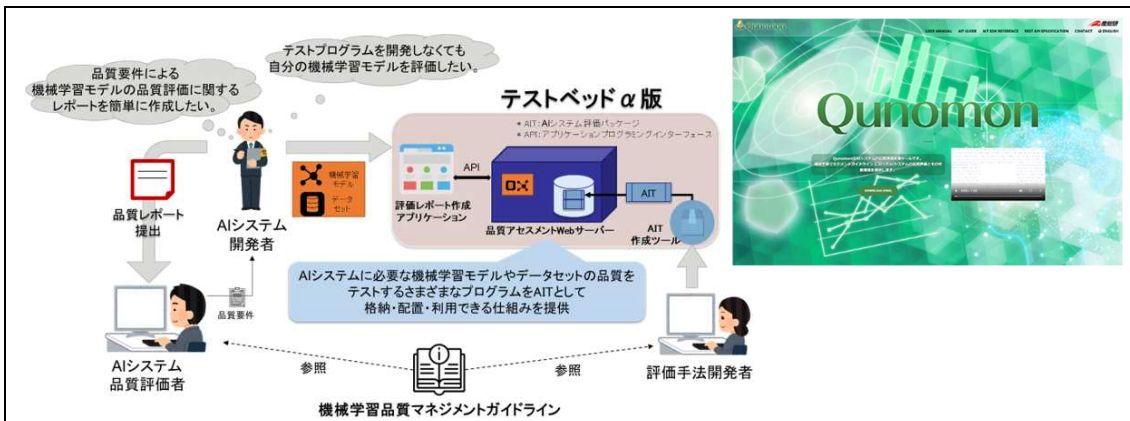 テストプログラムを開発しなくても
自分の機械学習モデルを評価したい。
品質要件による
機械学習モデルの品質評価に関する
レポートを簡単に作成したい。
テストベッドα版
* AIT:AIシステム評価パッケージ
* API:アプリケーションプログラミングインターフェース
機械学習
モデル
データ
セット
API
AIT
品質レポート
提出
AIシステム
開発者
評価レポート作成
アプリケーション
品質アセスメントWebサーバー
AIT
作成ツール
AIシステムに必要な機械学習モデルやデータセットの品質を
テストするさまざまなプログラムをAITとして
格納・配置・利用できる仕組みを提供
品質要件
AIシステム
品質評価者
参照
参照
評価手法開発者
機械学習品質マネジメントガイドライン
Qunomon
産総研
USER MANUAL AIT GUIDE AIT SDK REFERENCE REST API SPECIFICATION CONTACT ENGLISH
Qunomon